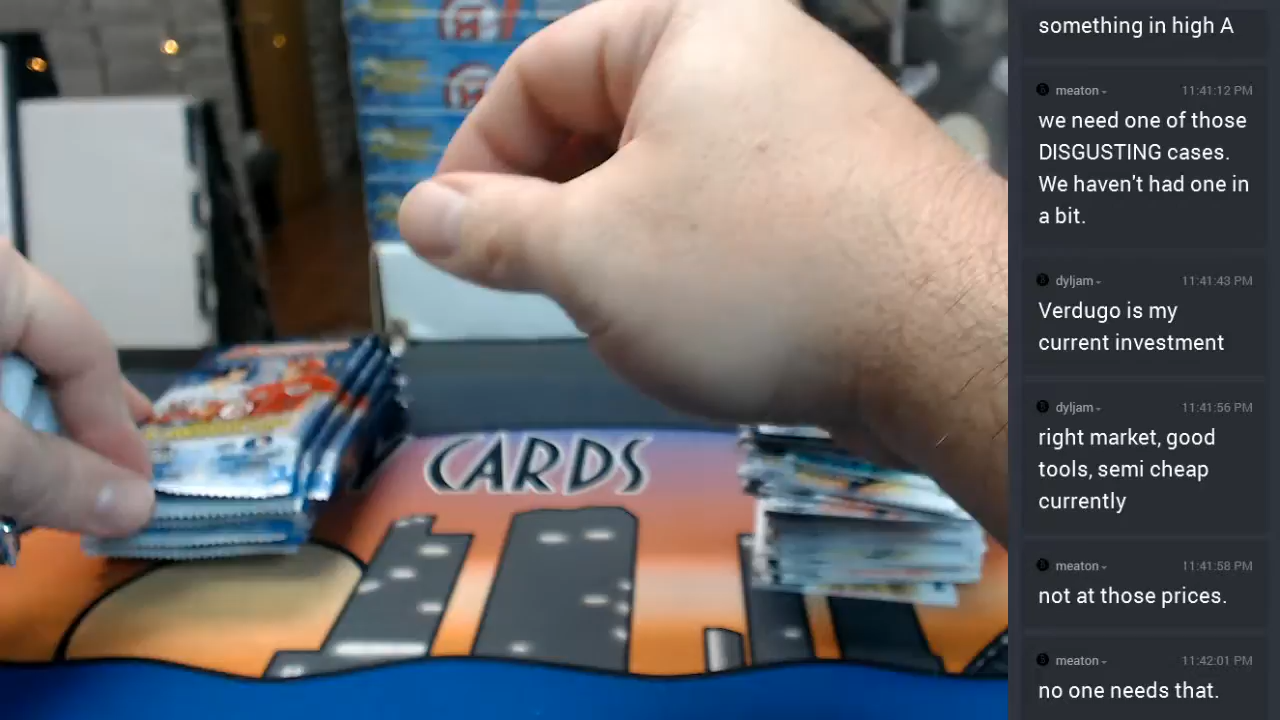 CARDS
something in high A
meaton 11:41:12 PM
we need one of those
DISGUSTING cases.
We haven't had one in
a bit.
dyljam 11:41:43 PM
Verdugo is my
current investment
dyljam 11:41:56 PM
right market, good
tools, semi cheap
currently
meaton 11:41:58 PM
not at those prices.
meaton 11:42:01 PM
no one needs that.